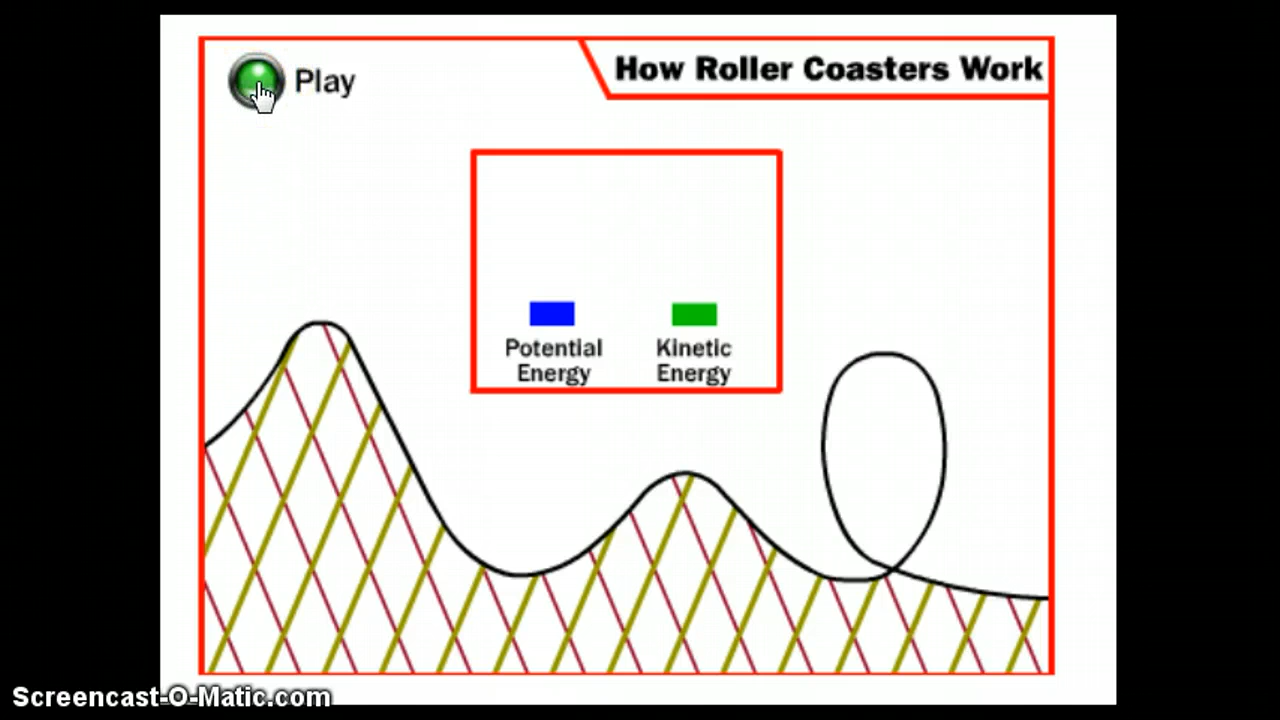 Play
How Roller Coasters Work
Potential
Energy
Kinetic
Energy
Screencast-O-Matic.com